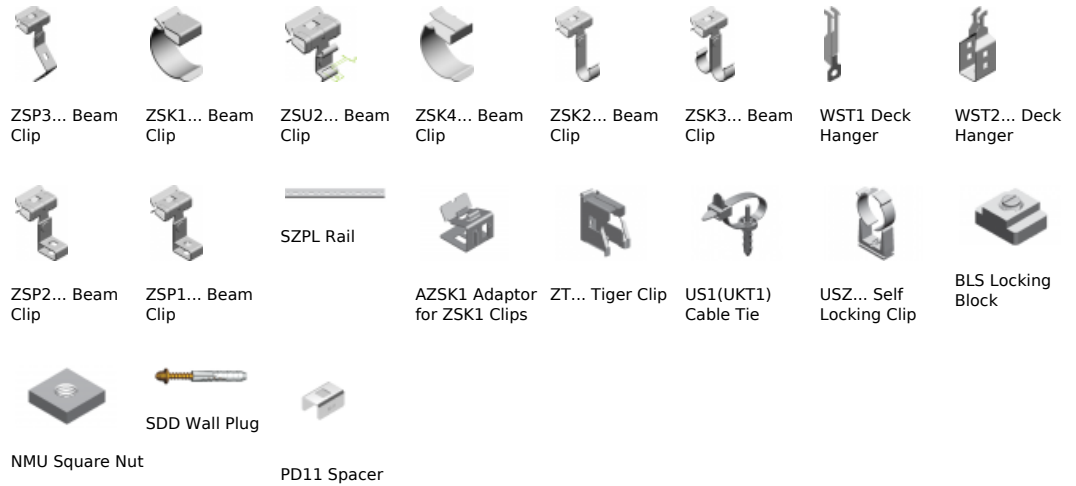 ZSP3... Beam
Clip
ZSK1... Beam
Clip
ZSU2... Beam
Clip
ZSK4... Beam
Clip
ZSK2... Beam
Clip
ZSK3... Beam
Clip
WST1 Deck
Hanger
WST2... Deck
Hanger
ZSP2... Beam
Clip
ZSP1... Beam
Clip
SZPL Rail
AZSK1 Adaptor
for ZSK1 Clips
ZT... Tiger Clip
US1(UKT1)
Cable Tie
USZ... Self
Locking Clip
BLS Locking
Block
NMU Square Nut
SDD Wall Plug
PD11 Spacer